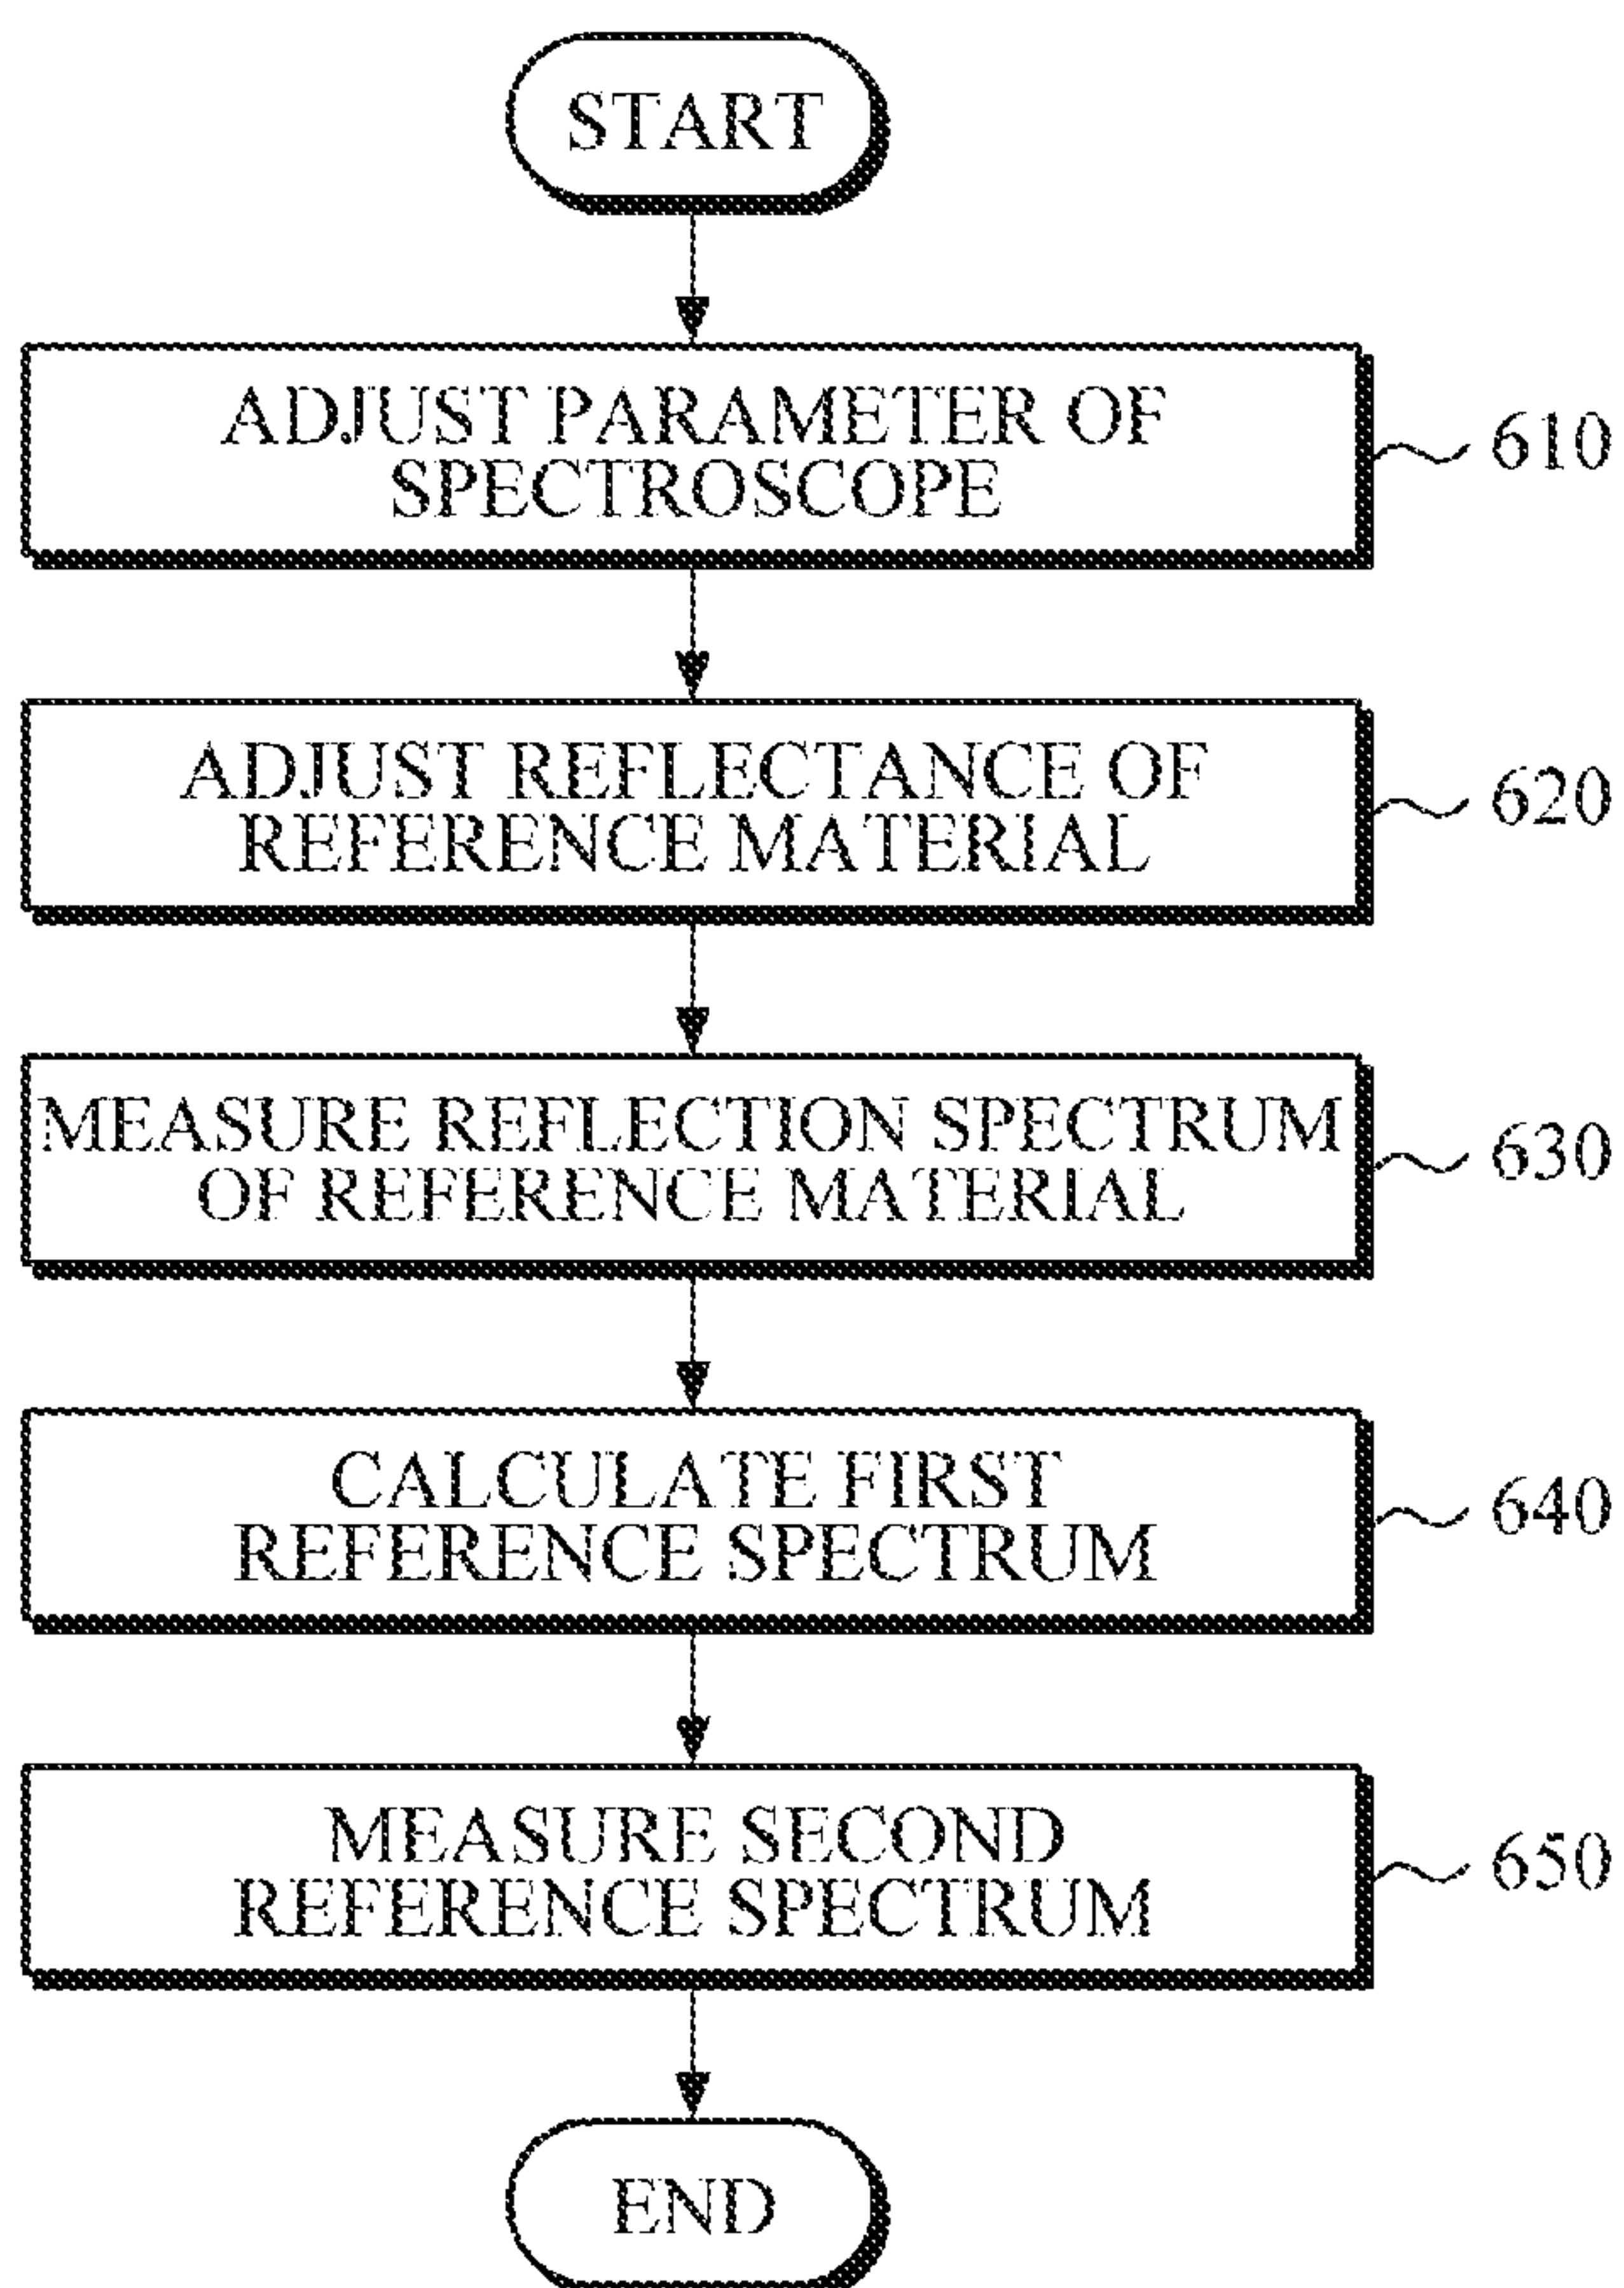 START
ADJUST PARAMETER OF
SPECTROSCOPE
610
ADJUST REFLECTANCE OF
REFERENCE MATERIAL
620
MEASURE REFLECTION SPECTRUM
OF REFERENCE MATERIAL
630
CALCULATE FIRST
REFERENCE SPECTRUM
640
MEASURE SECOND
REFERENCE SPECTRUM
650
END